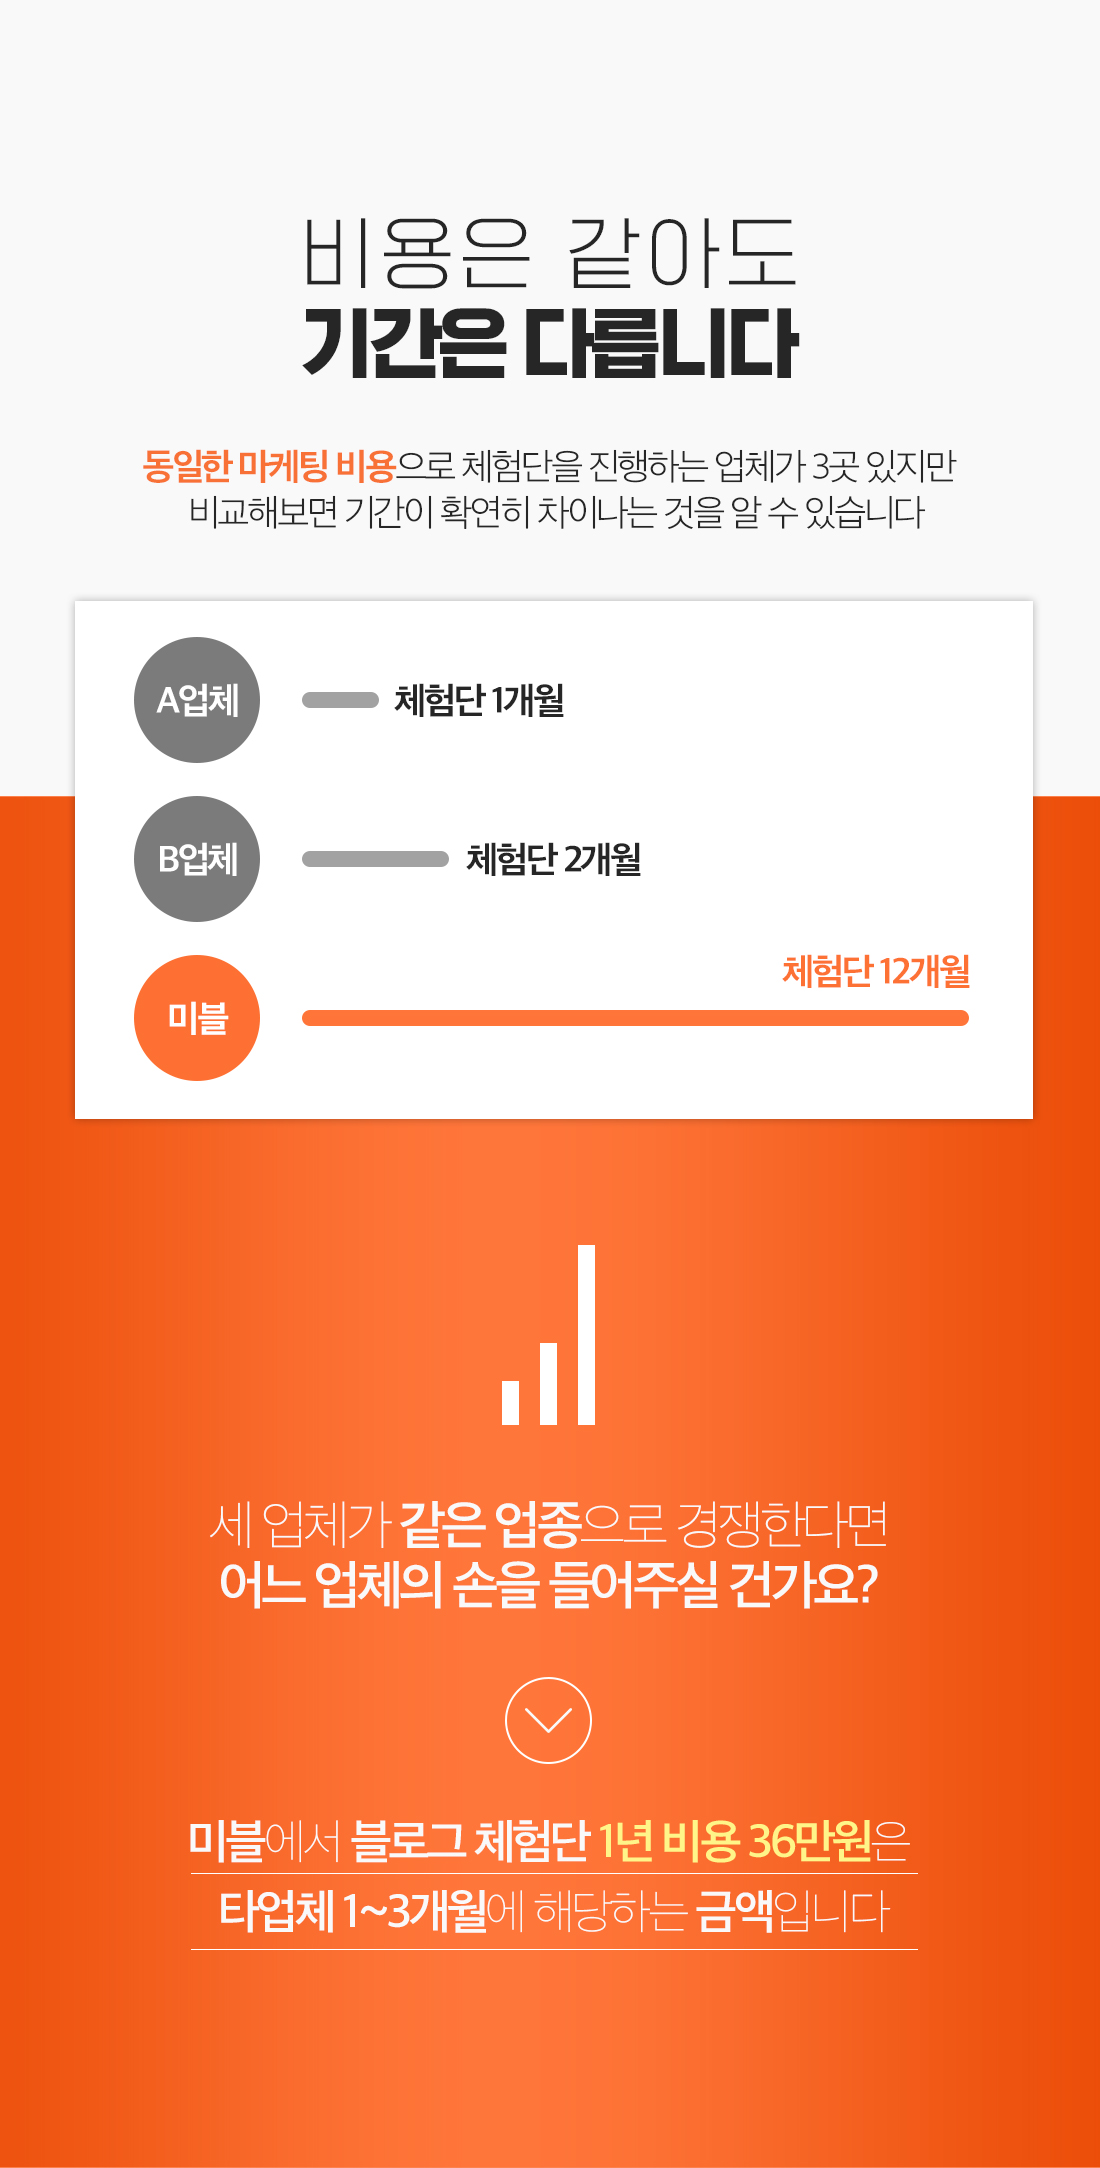 비용은 같아도
기간은 다릅니다
동일한 마케팅 비용으로 체험단을 진행하는 업체가 3곳 있지만
비교해보면 기간이 확연히 차이나는 것을 알 수 있습니다
A업체
체험단 1개월
B업체
체험단 2개월
체험단 12개월
미블
세 업체가 같은 업종으로 경쟁한다면
어느 업체의 손을 들어주실 건가요?
미블에서 블로그 체험단 1년 비용 36만원은
타업체 1~3개월에 해당하는 금액입니다